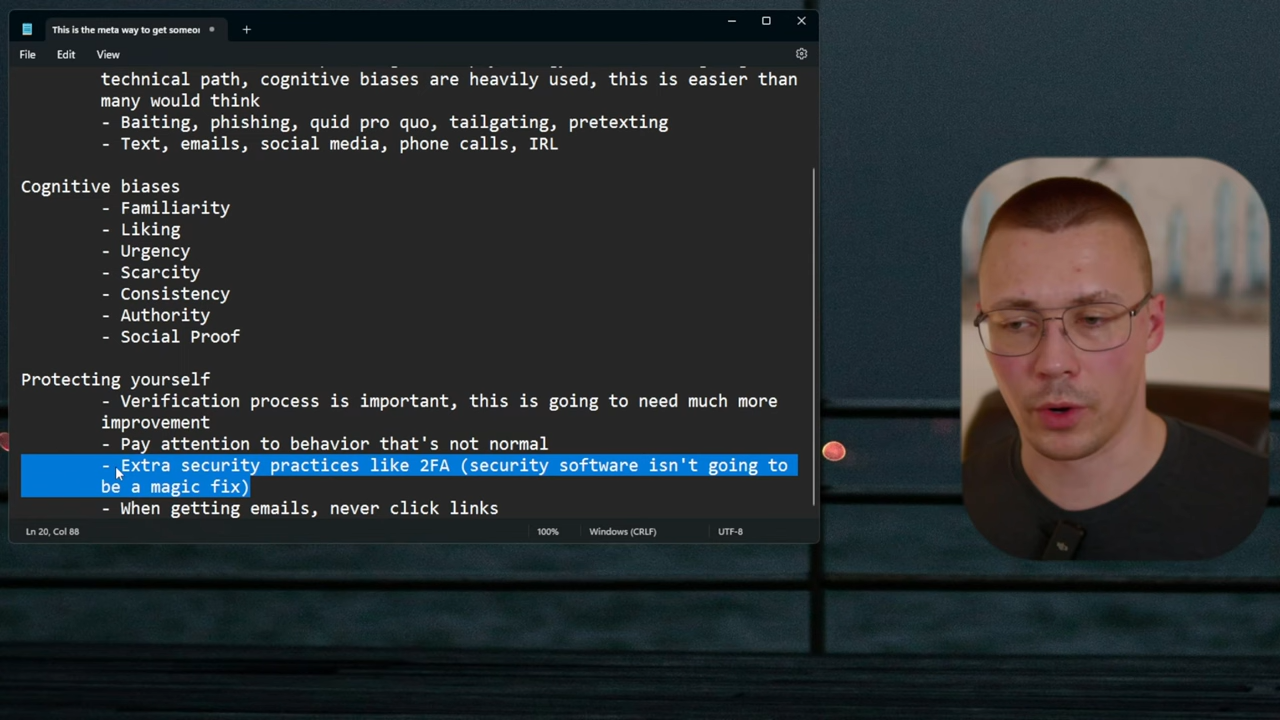 This is the meta way to get someo
File Edit View
technical path, cognitive biases are heavily used, this is easier than
many would think
- Baiting, phishing, quid pro quo, tailgating, pretexting
- Text, emails, social media, phone calls, IRL
Cognitive biases
- Familiarity
- Liking
- Urgency
- Scarcity
- Consistency
- Authority
- Social Proof
Protecting yourself
- Verification process is important, this is going to need much more
improvement
- Pay attention to behavior that's not normal
- Extra security practices like 2FA (security software isn't going to
be a magic fix)
- When getting emails, never click links
Ln 20, Col 88 100% Windows (CRLF) UTF-8